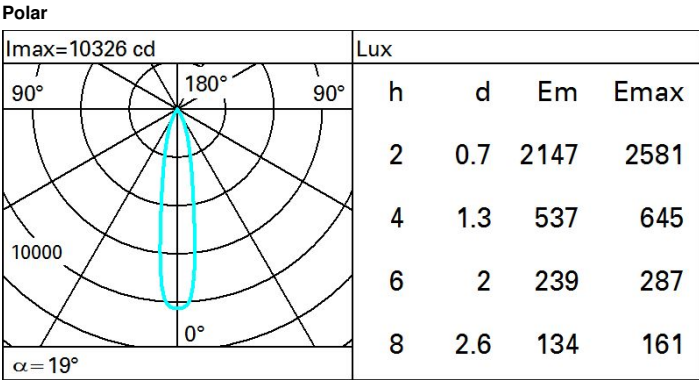 Polar
Imax=10326 cd
Lux
90°
180°
90°
10000
0°
α=19°
h d Em Emax
2 0.7 2147 2581
4 1.3 537 645
6 2 239 287
8 2.6 134 161